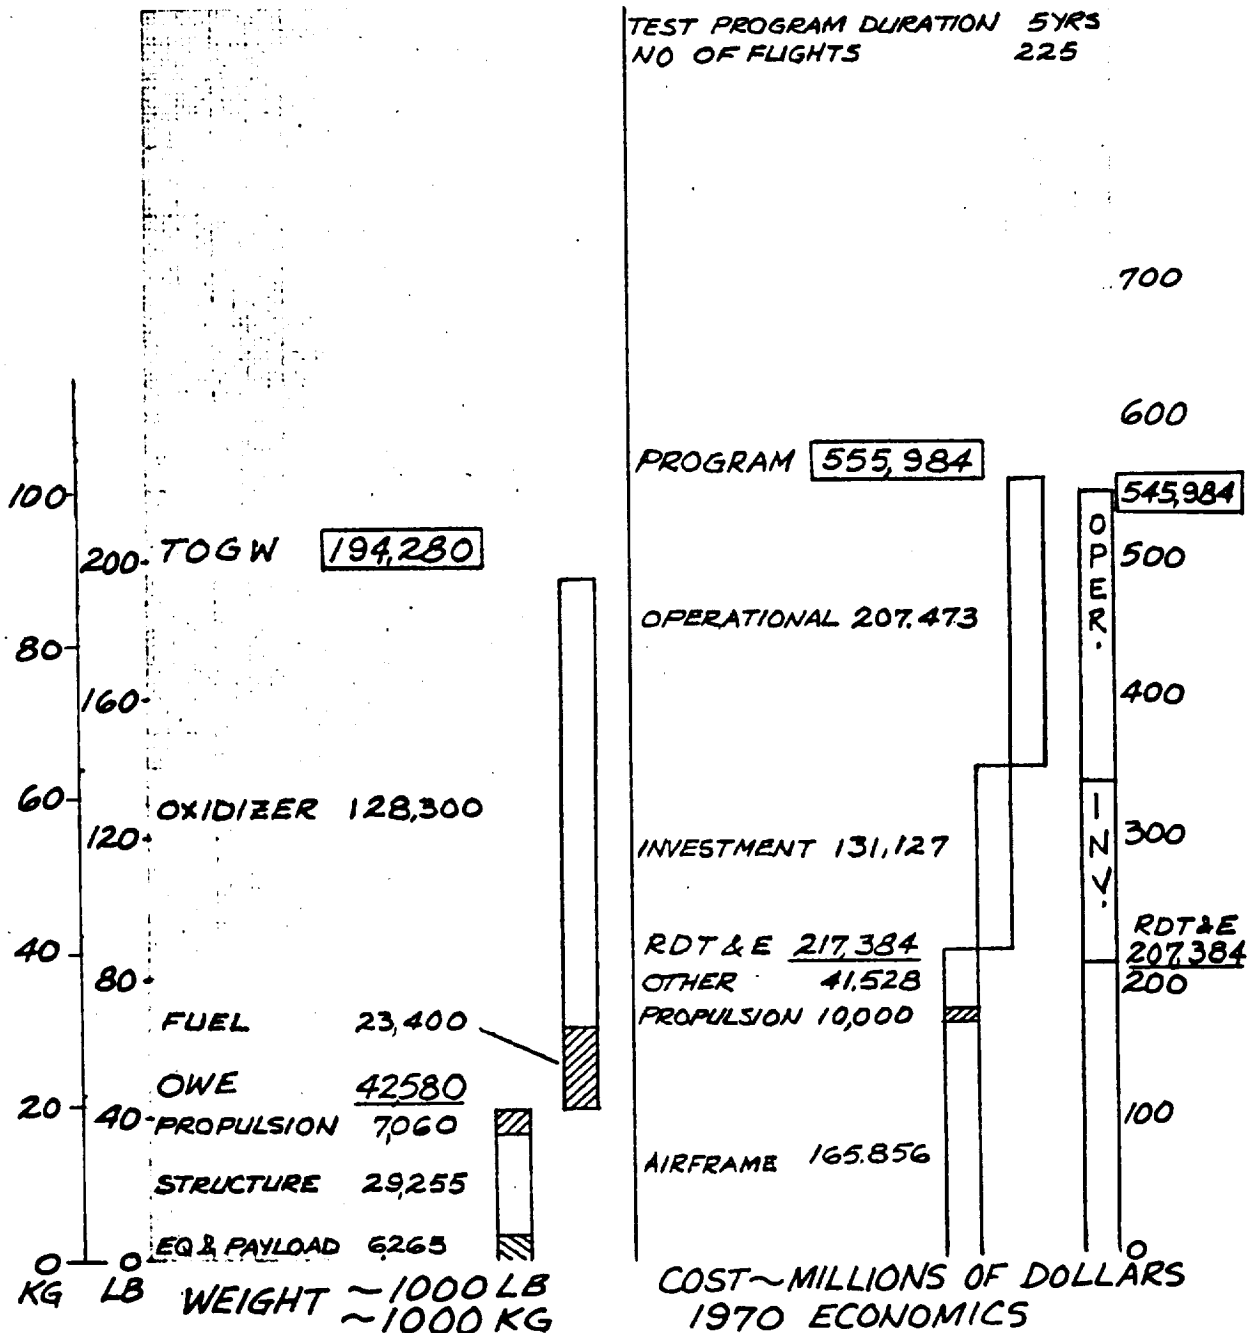 TEST PROGRAM DURATION 5YRS
NO OF FLIGHTS 225
700
600
PROGRAM 555,984
100
545,984
200 TOGW 194,280
OPER.
500
OPERATIONAL 207.473
80
160
400
60
OXIDIZER 128,300
120
INV.
300
INVESTMENT 131,127
RDT&E
40
RDT & E 217,384
207,384
80
OTHER 41.528
200
FUEL 23,400
PROPULSION 10,000
OWE 42580
20
40
PROPULSION 7,060
100
AIRFRAME 165.856
STRUCTURE 29,255
EQ & PAYLOAD 6265
0
0
0
KG LB
WEIGHT ~1000 LB
~1000 KG
COST~MILLIONS OF DOLLARS
1970 ECONOMICS